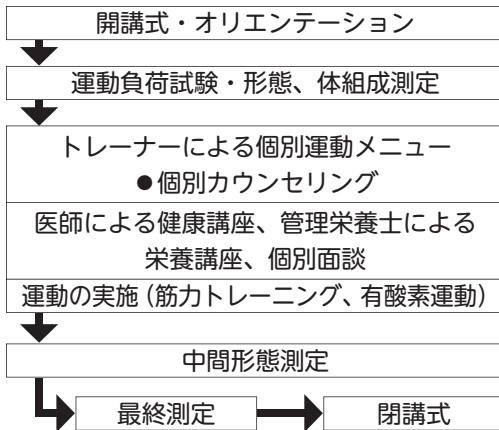 開講式・オリエンテーション
運動負荷試験・形態、体組成測定
トレーナーによる個別運動メニュー
●個別カウンセリング
医師による健康講座、管理栄養士による
栄養講座、個別面談
運動の実施（筋力トレーニング、有酸素運動）
中間形態測定
最終測定
閉講式